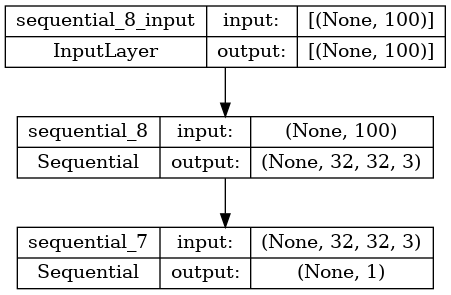 sequential_8_input input: [(None, 100)]
InputLayer output: [(None, 100)]
sequential_8 input: (None, 100)
Sequential output: (None, 32, 32, 3)
sequential_7 input: (None, 32, 32, 3)
Sequential output: (None, 1)